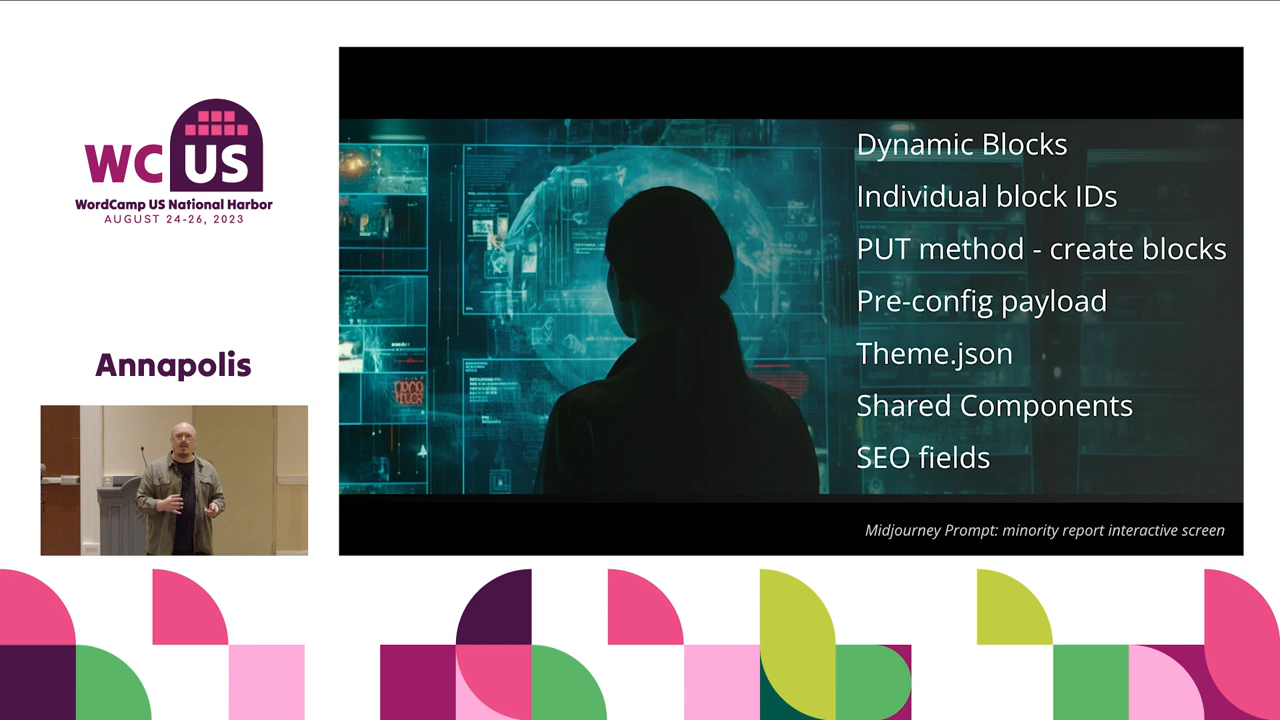 WC US
WordCamp US National Harbor
AUGUST 24-26, 2023
Annapolis
Dynamic Blocks
Individual block IDs
PUT method - create blocks
Pre-config payload
Theme.json
Shared Components
SEO fields
Midjourney Prompt: minority report interactive screen